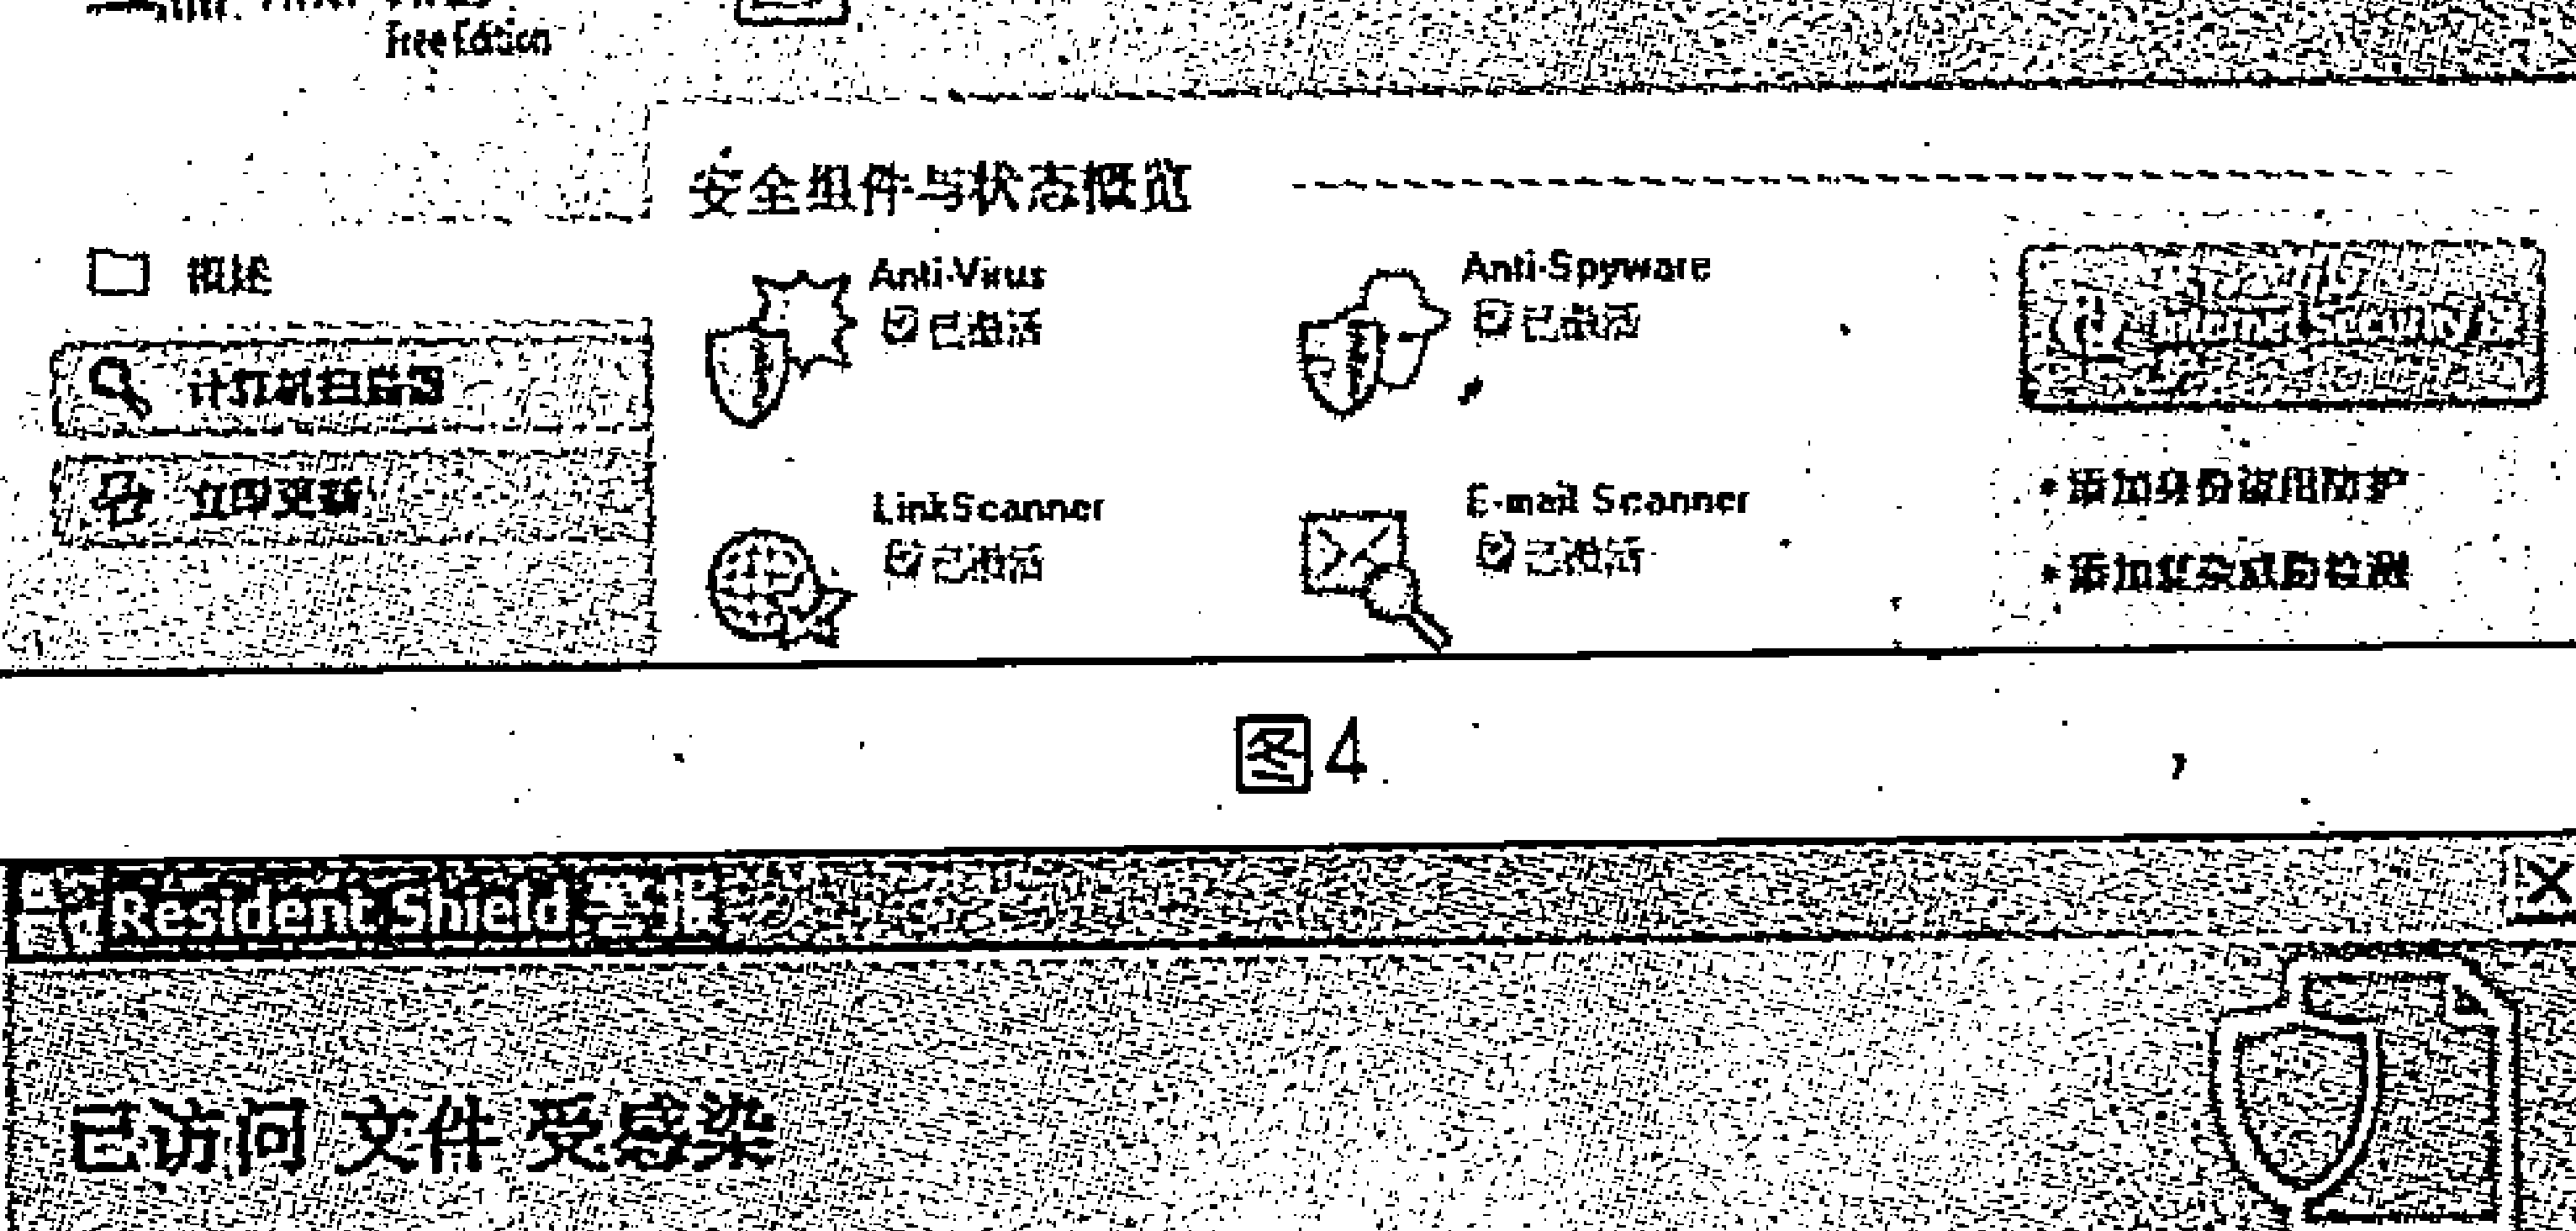 Free Edition
安全组件与状态概览
概述
Anti-Virus
已激活
Anti-Spyware
已激活
Internet Security
计算机扫描器
立即更新
LinkScanner
已激活
E-mail Scanner
已激活
•添加身份盗用防护
图4
Resident Shield 警报
已访问 文件 受感染